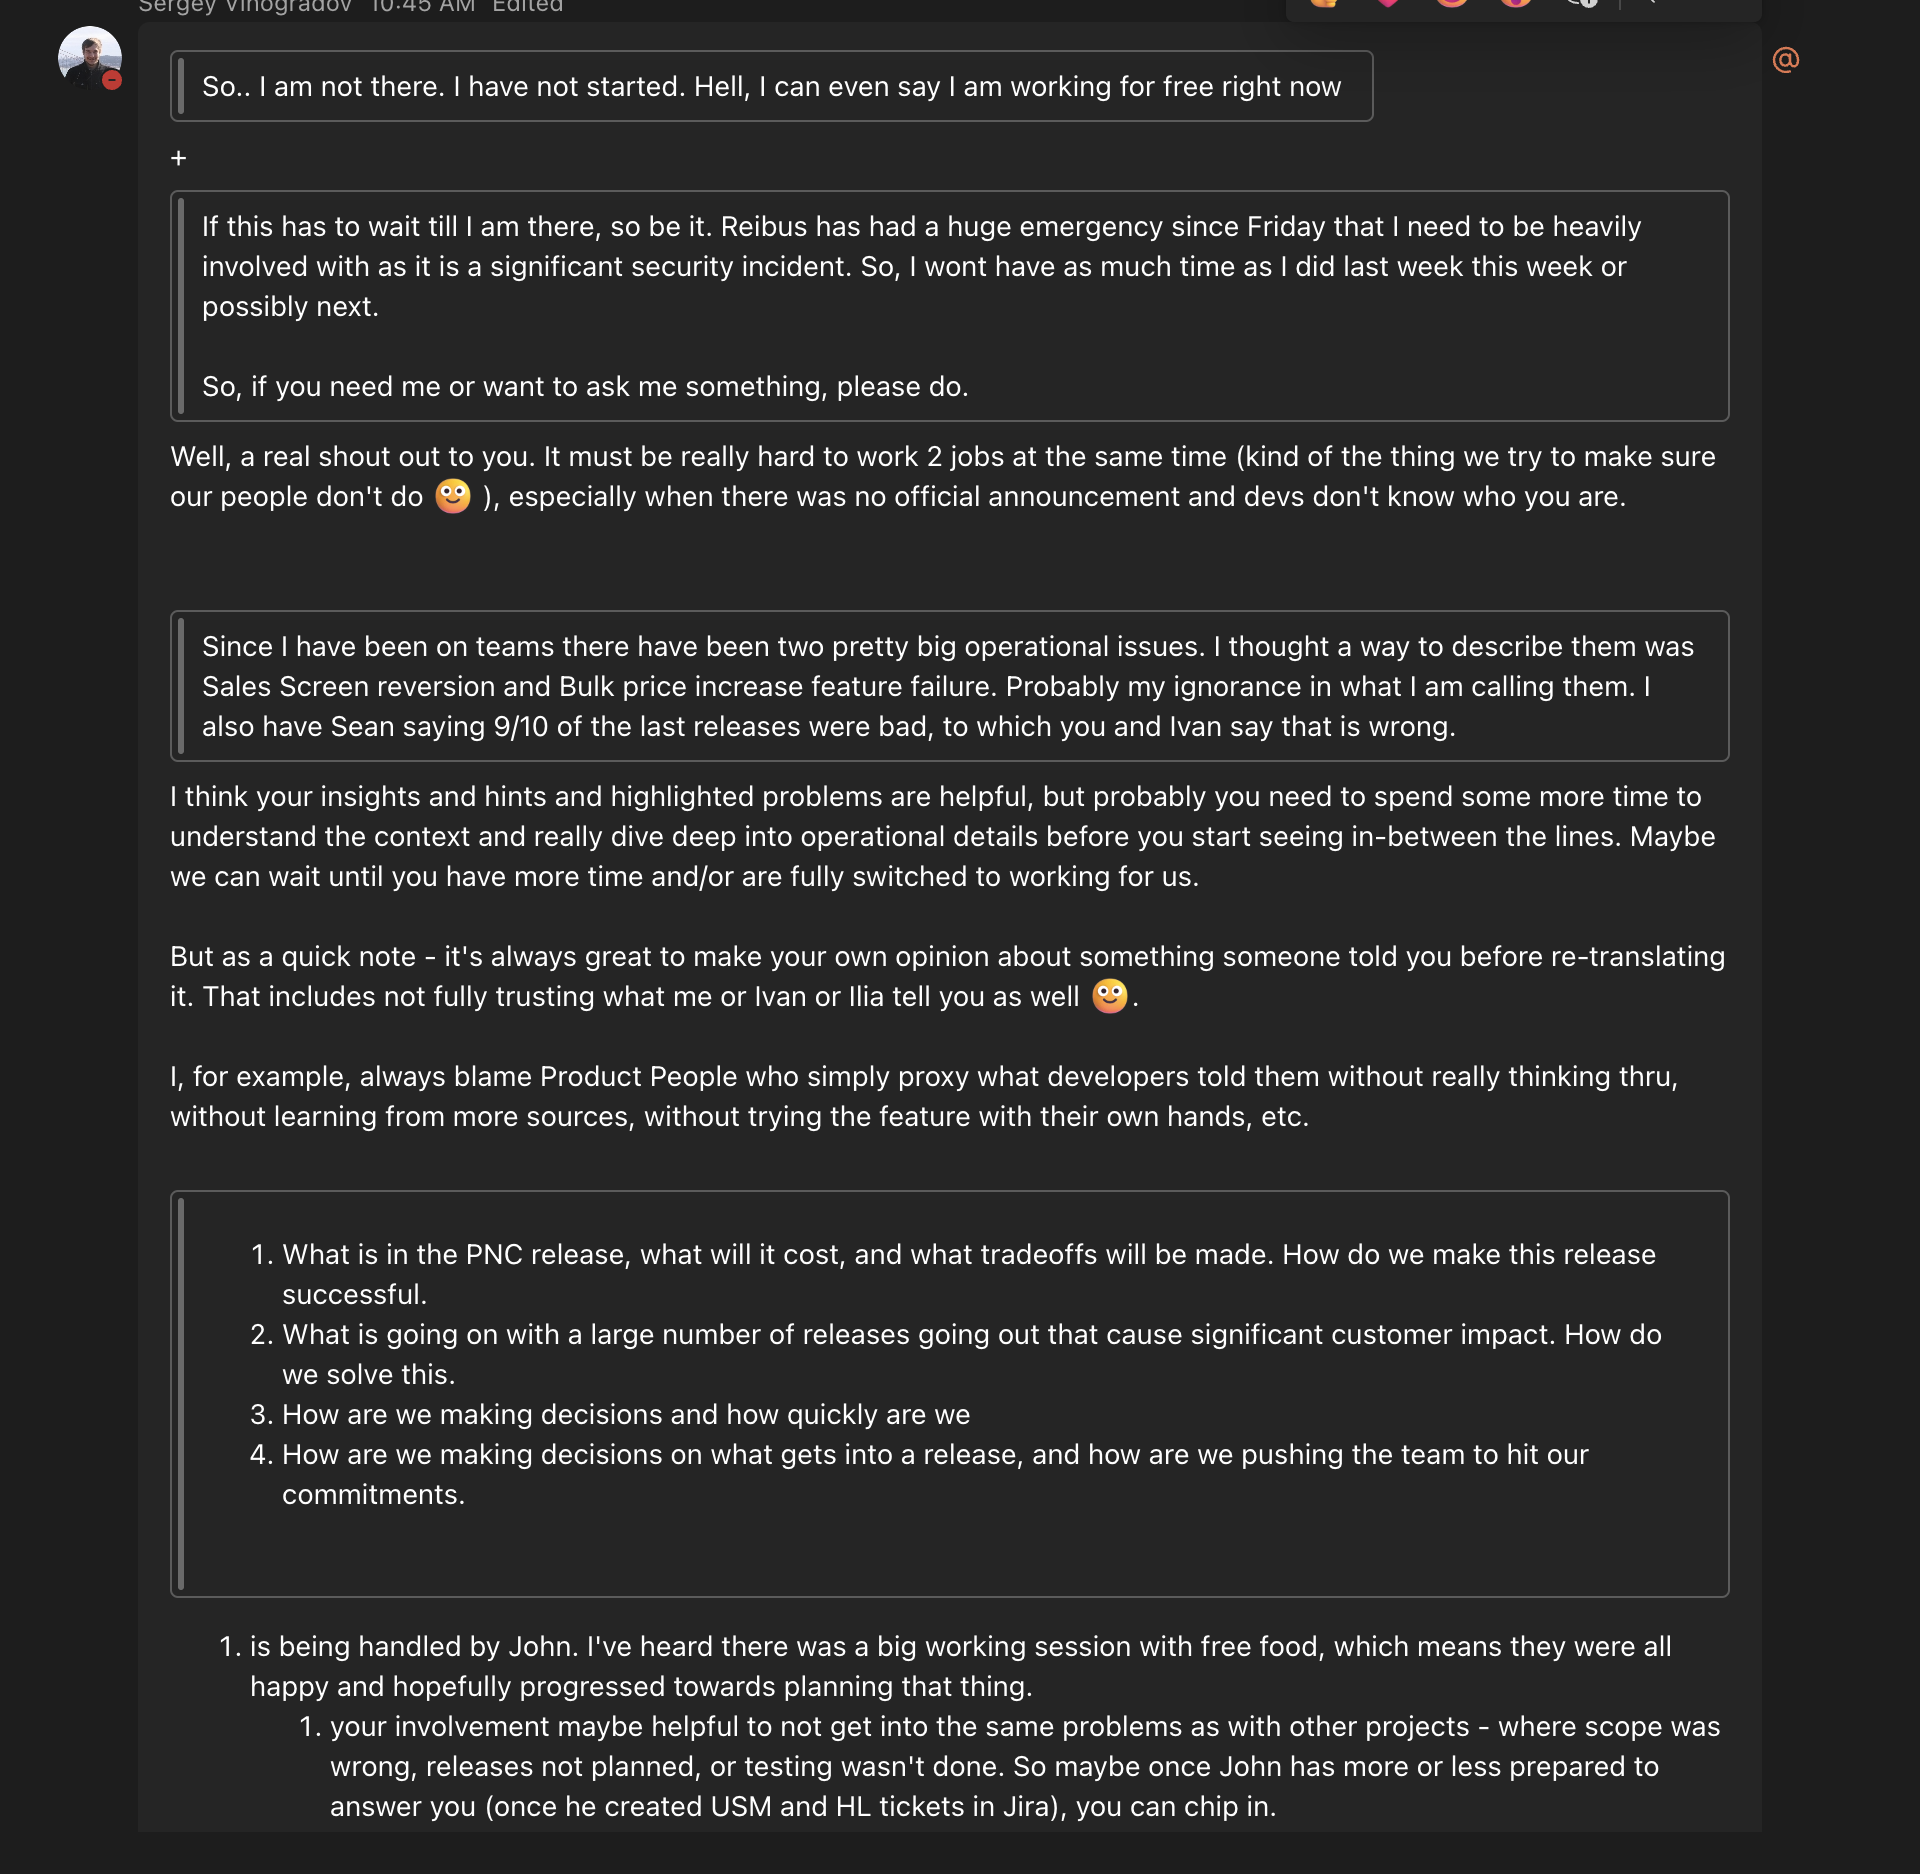 Sergey Vinogradov 10:45 AM Edited
@
So.. I am not there. I have not started. Hell, I can even say I am working for free right now
+
If this has to wait till I am there, so be it. Reibus has had a huge emergency since Friday that I need to be heavily
involved with as it is a significant security incident. So, I wont have as much time as I did last week this week or
possibly next.
So, if you need me or want to ask me something, please do.
Well, a real shout out to you. It must be really hard to work 2 jobs at the same time (kind of the thing we try to make sure
our people don't do 🙂 ), especially when there was no official announcement and devs don't know who you are.
Since I have been on teams there have been two pretty big operational issues. I thought a way to describe them was
Sales Screen reversion and Bulk price increase feature failure. Probably my ignorance in what I am calling them. I
also have Sean saying 9/10 of the last releases were bad, to which you and Ivan say that is wrong.
I think your insights and hints and highlighted problems are helpful, but probably you need to spend some more time to
understand the context and really dive deep into operational details before you start seeing in-between the lines. Maybe
we can wait until you have more time and/or are fully switched to working for us.
But as a quick note - it's always great to make your own opinion about something someone told you before re-translating
it. That includes not fully trusting what me or Ivan or Ilia tell you as well 🙂.
I, for example, always blame Product People who simply proxy what developers told them without really thinking thru,
without learning from more sources, without trying the feature with their own hands, etc.
1. What is in the PNC release, what will it cost, and what tradeoffs will be made. How do we make this release
successful.
2. What is going on with a large number of releases going out that cause significant customer impact. How do
we solve this.
3. How are we making decisions and how quickly are we
4. How are we making decisions on what gets into a release, and how are we pushing the team to hit our
commitments.
1. is being handled by John. I've heard there was a big working session with free food, which means they were all
happy and hopefully progressed towards planning that thing.
1. your involvement maybe helpful to not get into the same problems as with other projects - where scope was
wrong, releases not planned, or testing wasn't done. So maybe once John has more or less prepared to
answer you (once he created USM and HL tickets in Jira), you can chip in.